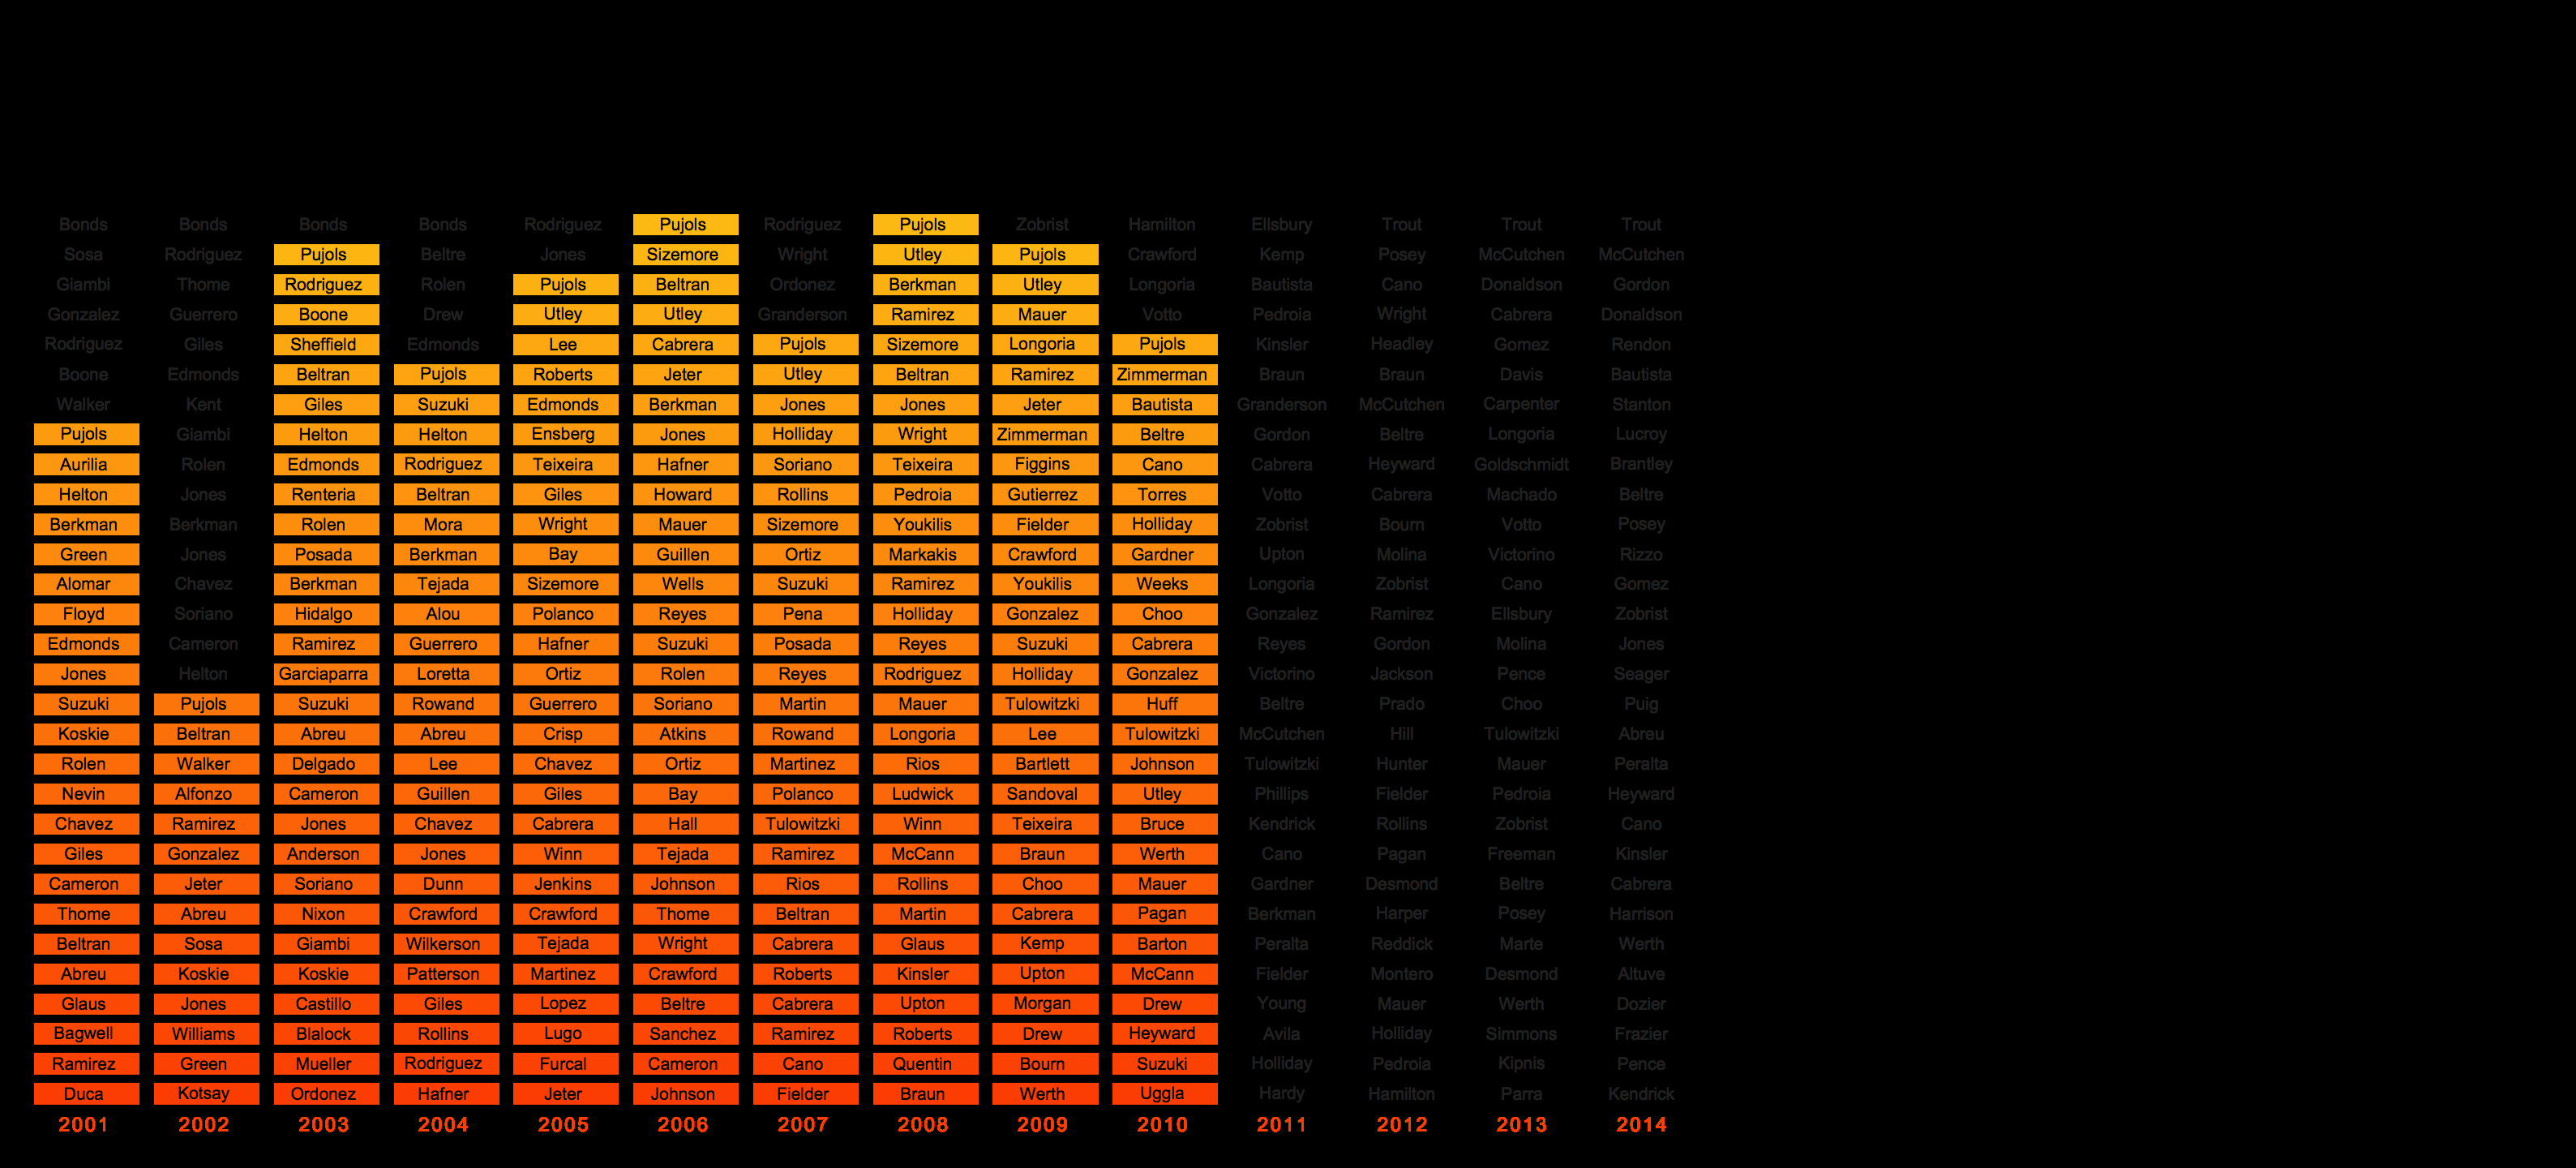 Bonds Bonds Bonds Bonds Rodriguez Pujols Rodriguez Pujols Zobrist Hamilton Ellsbury Trout Trout Trout
Sosa Rodriguez Pujols Beltre Jones Sizemore Wright Utley Pujols Crawford Kemp Posey McCutchen McCutchen
Giambi Thome Rodriguez Rolen Pujols Beltran Ordonez Berkman Utley Longoria Bautista Cano Donaldson Gordon
Gonzalez Guerrero Boone Drew Utley Utley Granderson Ramirez Mauer Votto Pedroia Wright Cabrera Donaldson
Rodriguez Giles Sheffield Edmonds Lee Cabrera Pujols Sizemore Longoria Pujols Kinsler Headley Gomez Rendon
Boone Edmonds Beltran Pujols Roberts Jeter Utley Beltran Ramirez Zimmerman Braun Braun Davis Bautista
Walker Kent Giles Suzuki Edmonds Berkman Jones Jones Jeter Bautista Granderson McCutchen Carpenter Stanton
Pujols Giambi Helton Helton Ensberg Jones Holliday Wright Zimmerman Beltre Gordon Beltre Longoria Lucroy
Aurilia Rolen Edmonds Rodriguez Teixeira Hafner Soriano Teixeira Figgins Cano Cabrera Heyward Goldschmidt Brantley
Helton Jones Renteria Beltran Giles Howard Rollins Pedroia Gutierrez Torres Votto Cabrera Machado Beltre
Berkman Berkman Rolen Mora Wright Mauer Sizemore Youkilis Fielder Holliday Zobrist Bourn Votto Posey
Green Jones Posada Berkman Bay Guillen Ortiz Markakis Crawford Gardner Upton Molina Victorino Rizzo
Alomar Chavez Berkman Tejada Sizemore Wells Suzuki Ramirez Youkilis Weeks Longoria Zobrist Cano Gomez
Floyd Soriano Hidalgo Alou Polanco Reyes Pena Holliday Gonzalez Choo Gonzalez Ramirez Ellsbury Zobrist
Edmonds Cameron Ramirez Guerrero Hafner Suzuki Posada Reyes Suzuki Cabrera Reyes Gordon Molina Jones
Jones Helton Garciaparra Loretta Ortiz Rolen Reyes Rodriguez Holliday Gonzalez Victorino Jackson Pence Seager
Suzuki Pujols Suzuki Rowand Guerrero Soriano Martin Mauer Tulowitzki Huff Beltre Prado Choo Puig
Koskie Beltran Abreu Abreu Crisp Atkins Rowand Longoria Lee Tulowitzki McCutchen Hill Tulowitzki Abreu
Rolen Walker Delgado Lee Chavez Ortiz Martinez Rios Bartlett Johnson Tulowitzki Hunter Mauer Peralta
Nevin Alfonzo Cameron Guillen Giles Bay Polanco Ludwick Sandoval Utley Phillips Fielder Pedroia Heyward
Chavez Ramirez Jones Chavez Cabrera Hall Tulowitzki Winn Teixeira Bruce Kendrick Rollins Zobrist Cano
Giles Gonzalez Anderson Jones Winn Tejada Ramirez McCann Braun Werth Cano Pagan Freeman Kinsler
Cameron Jeter Soriano Dunn Jenkins Johnson Rios Rollins Choo Mauer Gardner Desmond Beltre Cabrera
Thome Abreu Nixon Crawford Crawford Thome Beltran Martin Cabrera Pagan Berkman Harper Posey Harrison
Beltran Sosa Giambi Wilkerson Tejada Wright Cabrera Glaus Kemp Barton Peralta Reddick Marte Werth
Abreu Koskie Koskie Patterson Martinez Crawford Roberts Kinsler Upton McCann Fielder Montero Desmond Altuve
Glaus Jones Castillo Giles Lopez Beltre Cabrera Upton Morgan Drew Young Mauer Werth Dozier
Bagwell Williams Blalock Rollins Lugo Sanchez Ramirez Roberts Drew Heyward Avila Holliday Simmons Frazier
Ramirez Green Mueller Rodriguez Furcal Cameron Cano Quentin Bourn Suzuki Holliday Pedroia Kipnis Pence
Duca Kotsay Ordonez Hafner Jeter Johnson Fielder Braun Werth Uggla Hardy Hamilton Parra Kendrick
2001 2002 2003 2004 2005 2006 2007 2008 2009 2010 2011 2012 2013 2014